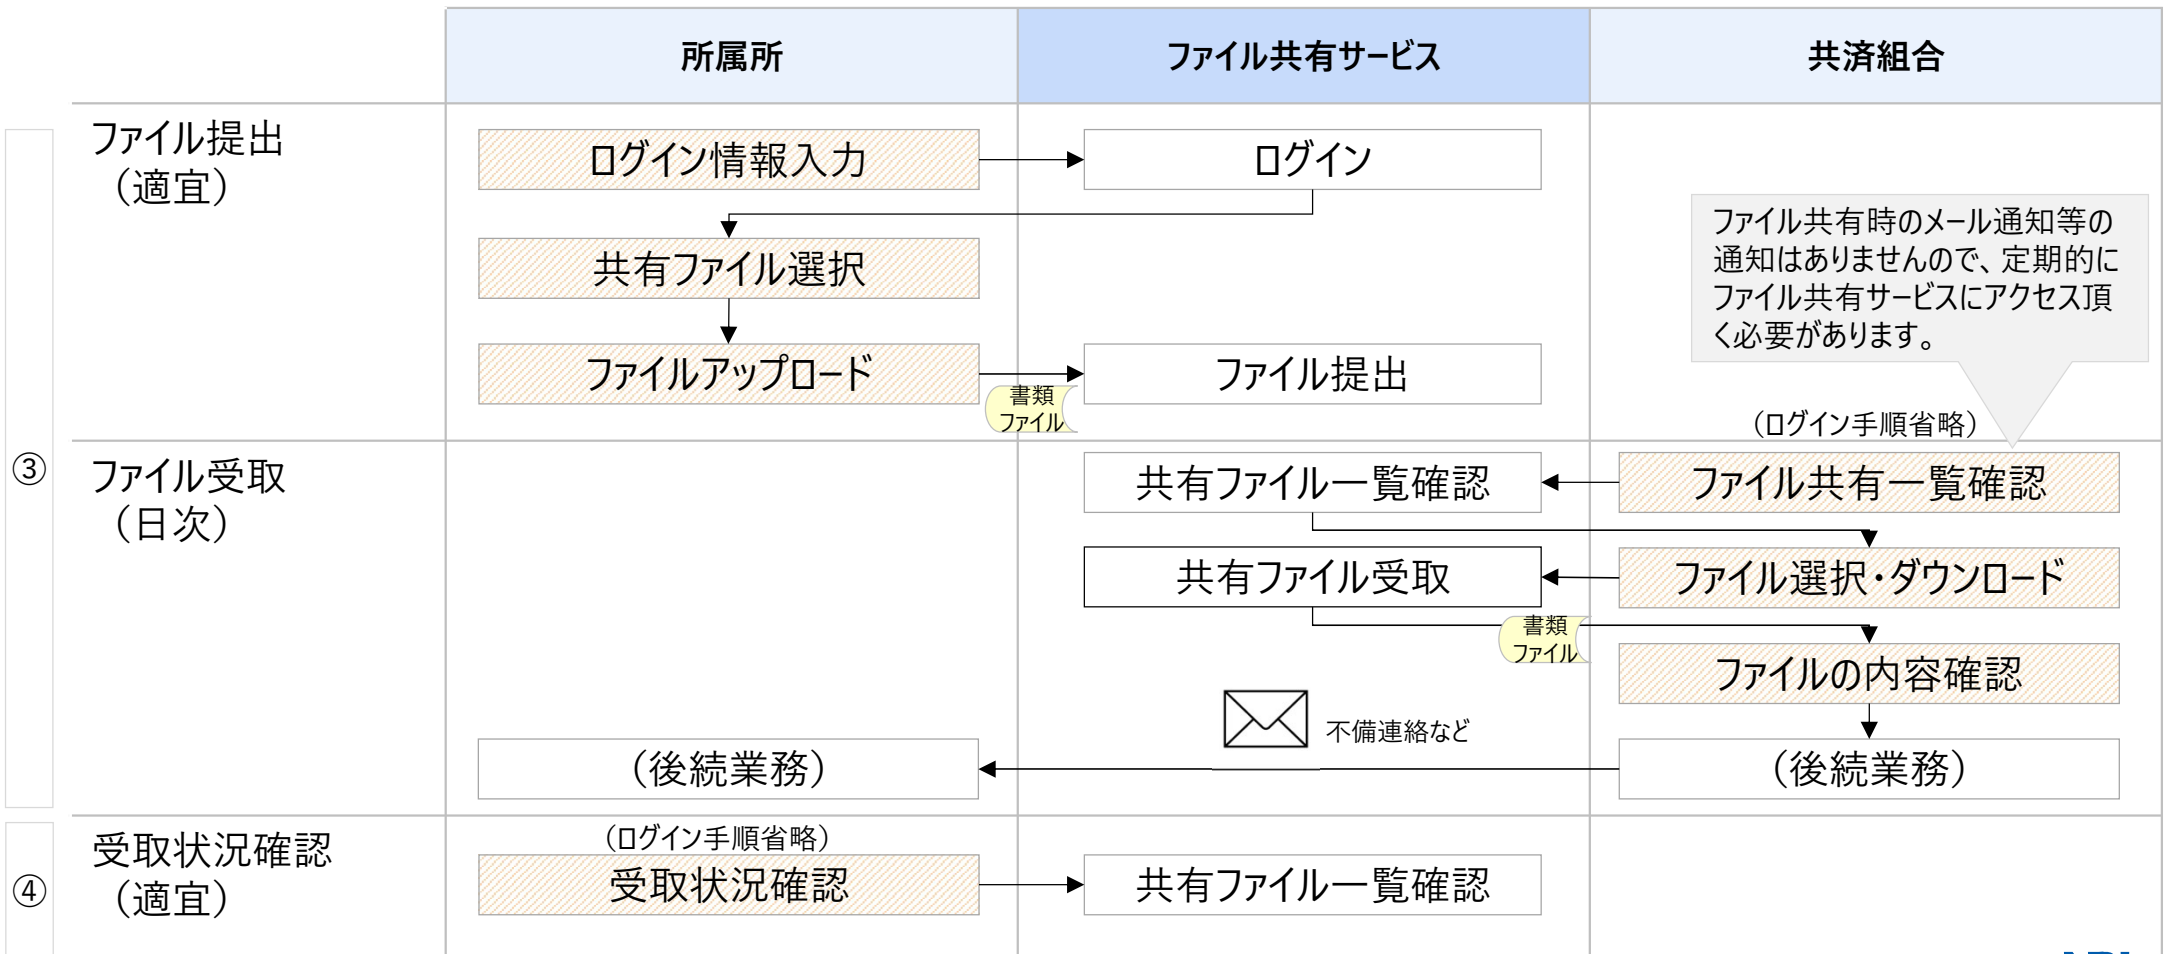 所属所
ファイル共有サービス
共済組合
③
ファイル提出
（適宜）
ログイン情報入力
ログイン
共有ファイル選択
ファイルアップロード
ファイル提出
書類
ファイル
ファイル共有時のメール通知等の
通知はありませんので、定期的に
ファイル共有サービスにアクセス頂
く必要があります。
（ログイン手順省略）
ファイル受取
（日次）
共有ファイル一覧確認
ファイル共有一覧確認
共有ファイル受取
ファイル選択・ダウンロード
書類
ファイル
ファイルの内容確認
不備連絡など
（後続業務）
（後続業務）
④
受取状況確認
（適宜）
（ログイン手順省略）
受取状況確認
共有ファイル一覧確認